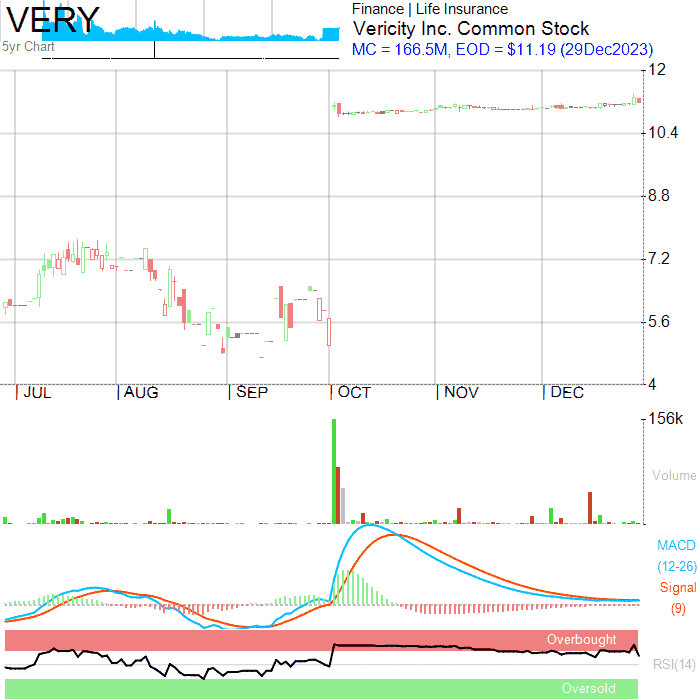 VERY
5yr Chart
Finance | Life Insurance
Vericity Inc. Common Stock
MC = 166.5M, EOD = $11.19 (29Dec2023)
12
10.4
8.8
7.2
5.6
4
JUL AUG SEP OCT NOV DEC
156k
Volume
MACD
(12-26)
Signal
(9)
Overbought
RSI(14)
Oversold